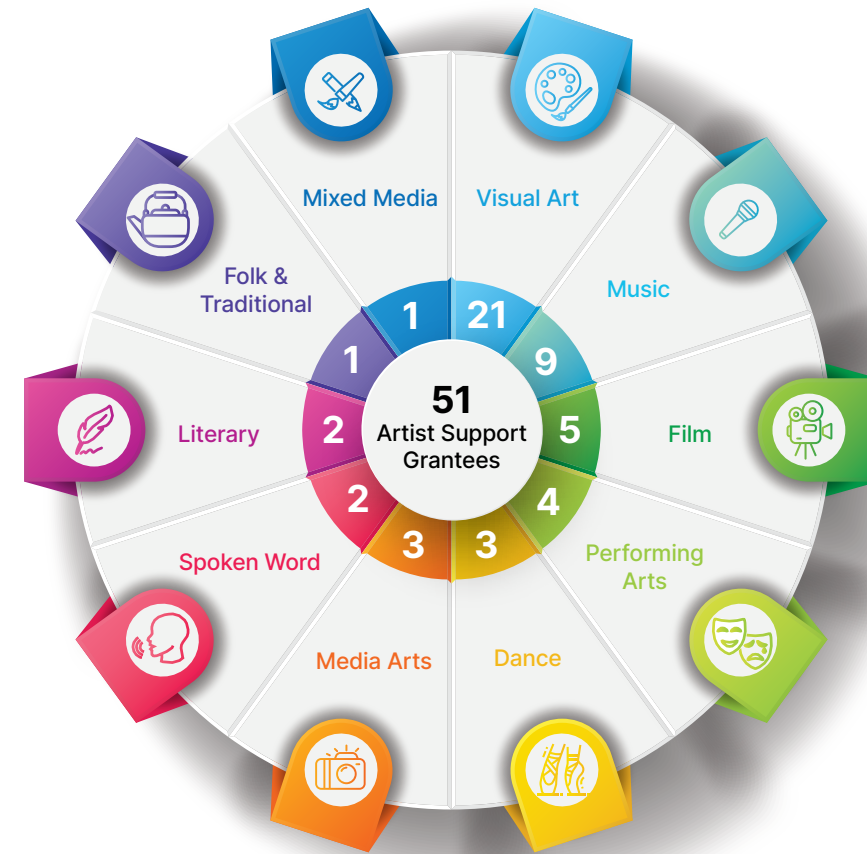 Mixed Media
Visual Art
Folk &
Traditional
Music
1
21
1
9
51
Artist Support
Grantees
2
5
Literary
Film
2
4
3
3
Spoken Word
Performing
Arts
Media Arts
Dance